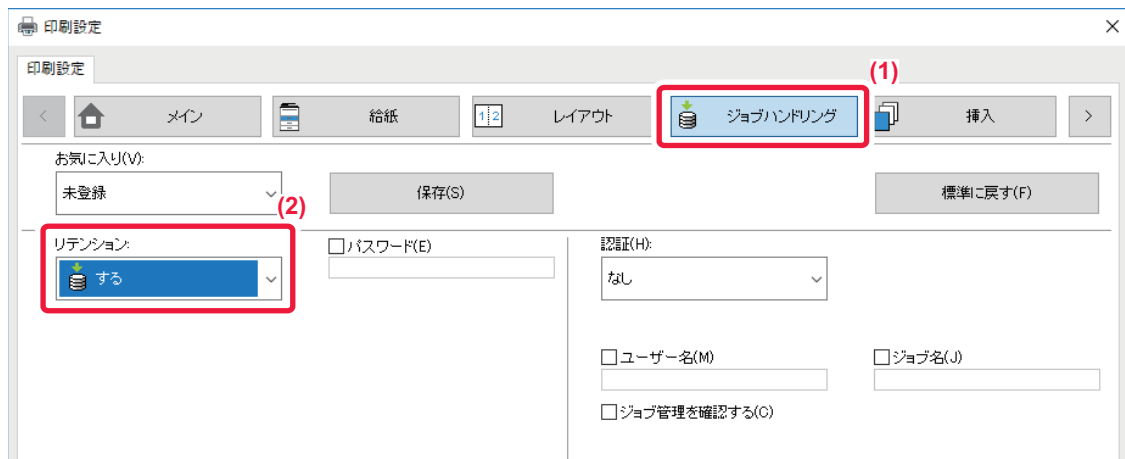 印刷設定
印刷設定
(1)
メイン
給紙
1 2
レイアウト
ジョブハンドリング
挿入
お気に入り(V):
未登録
保存(S)
標準に戻す(F)
(2)
リテンション:
する
パスワード(E)
認証(H):
なし
ユーザー名(M)
ジョブ名(J)
ジョブ管理を確認する(C)